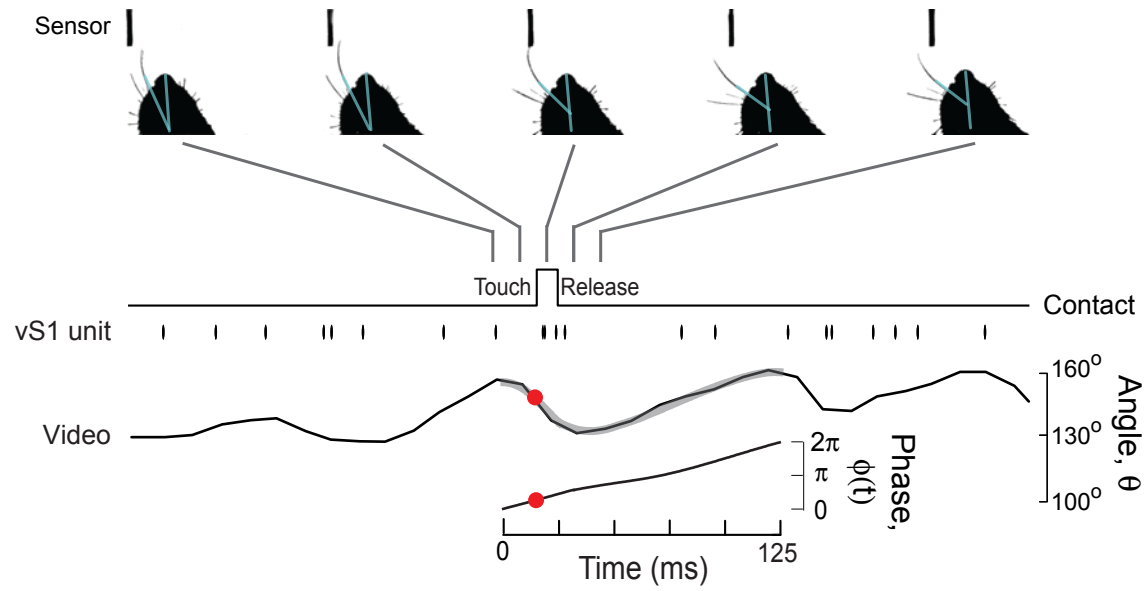 Sensor
Touch
Release
Contact
vS1 unit
Video
160°
130°
100°
Angle, θ
2π
π
0
Phase,
ϕ(t)
0
125
Time (ms)